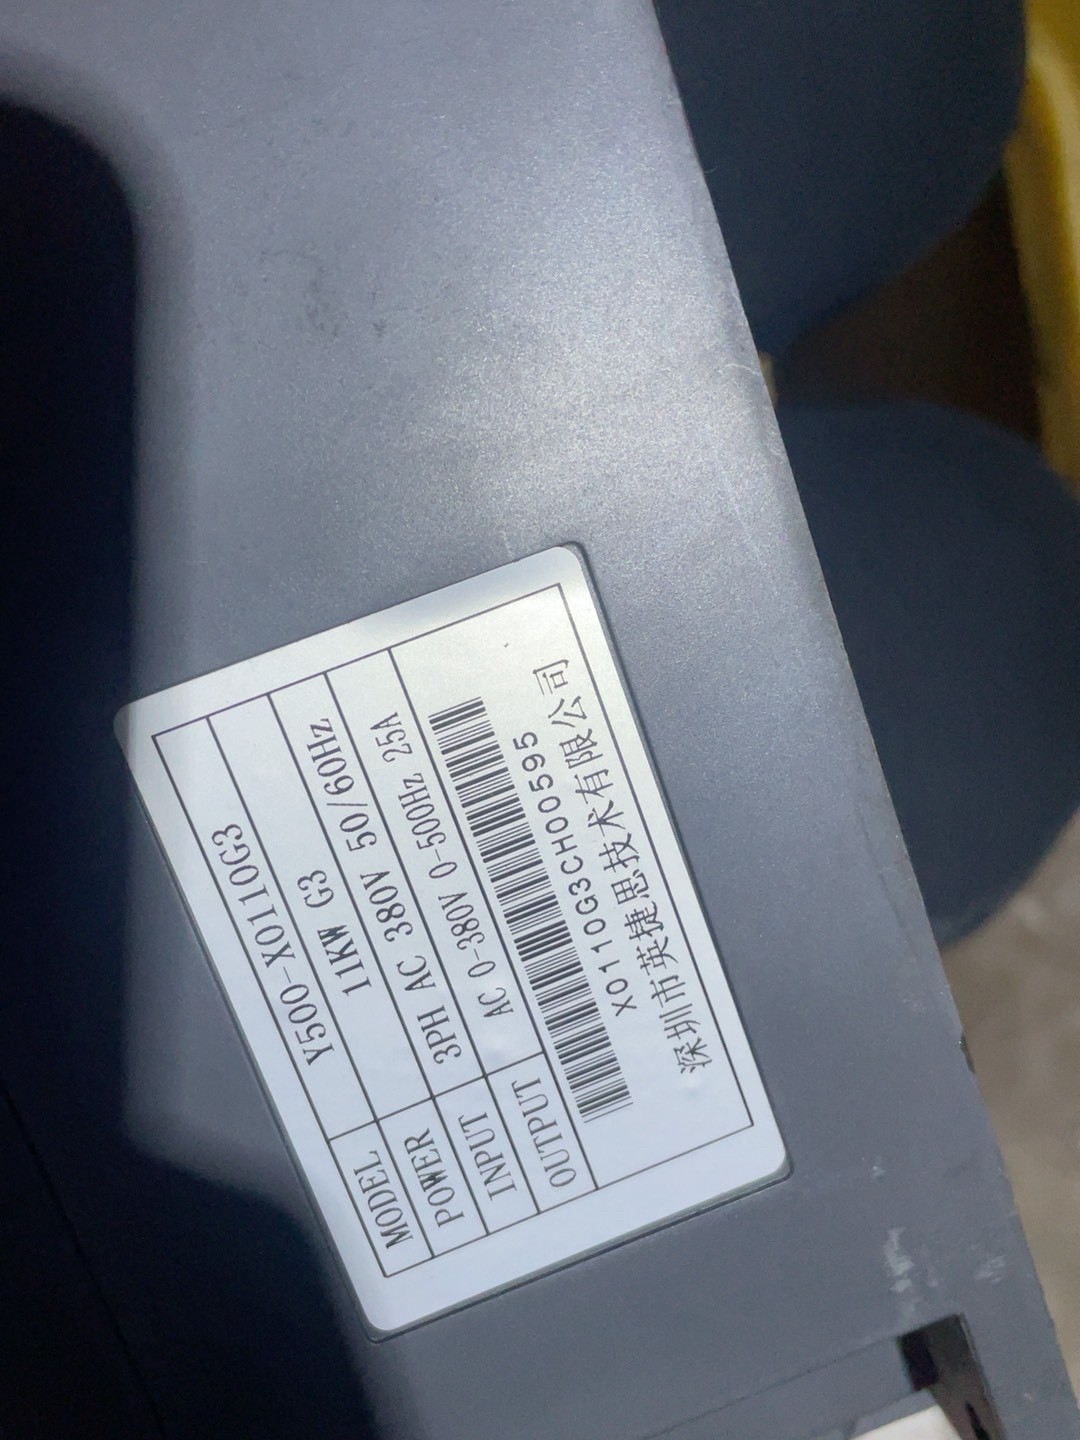 MODEL Y500-X0110G3
POWER 11KW G3
INPUT 3PH AC 380V 50/60Hz
OUTPUT AC 0-380V 0-500Hz 25A
X0110G3CH00595
深圳市英捷思技术有限公司